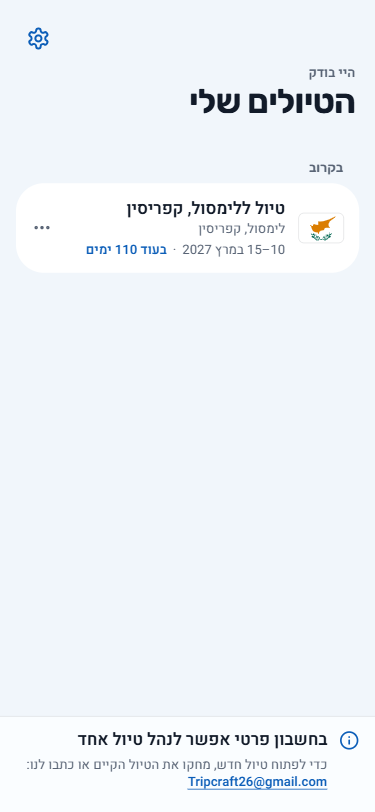 היי בודק
הטיולים שלי
בקרוב
טיול ללימסול, קפריסין
לימסול, קפריסין
10–15 במרץ 2027 · בעוד 110 ימים
בחשבון פרטי אפשר לנהל טיול אחד
כדי לפתוח טיול חדש, מחקו את הטיול הקיים או כתבו לנו:
Tripcraft26@gmail.com